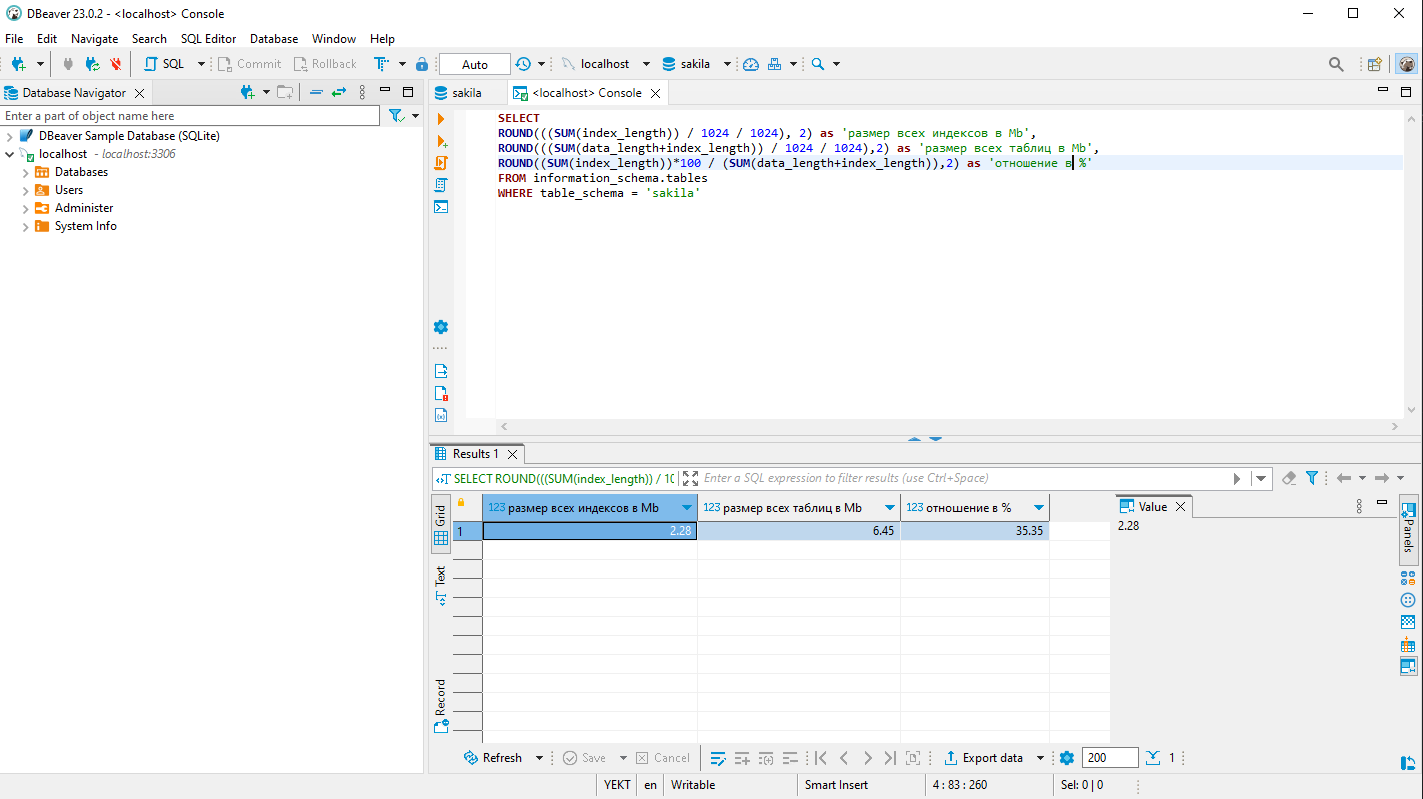 DBeaver 23.0.2 - <localhost> Console
File Edit Navigate Search SQL Editor Database Window Help
SQL Commit Rollback Auto localhost sakila
Database Navigator
sakila <localhost> Console
Enter a part of object name here
DBeaver Sample Database (SQLite)
localhost - localhost:3306
Databases
Users
Administer
System Info
SELECT
ROUND(((SUM(index_length)) / 1024 / 1024), 2) as 'размер всех индексов в Mb',
ROUND(((SUM(data_length+index_length)) / 1024 / 1024),2) as 'размер всех таблиц в Mb',
ROUND((SUM(index_length))*100 / (SUM(data_length+index_length)),2) as 'отношение в %'
FROM information_schema.tables
WHERE table_schema = 'sakila'
Results 1
SELECT ROUND(((SUM(index_length)) / 10 Enter a SQL expression to filter results (use Ctrl+Space)
Grid
Text
Record
123 размер всех индексов в Mb 123 размер всех таблиц в Mb 123 отношение в %
1 2.28 6.45 35.35
Value
2.28
Panels
Refresh Save Cancel Export data 200 1
YEKT en Writable Smart Insert 4 : 83 : 260 Sel: 0 | 0